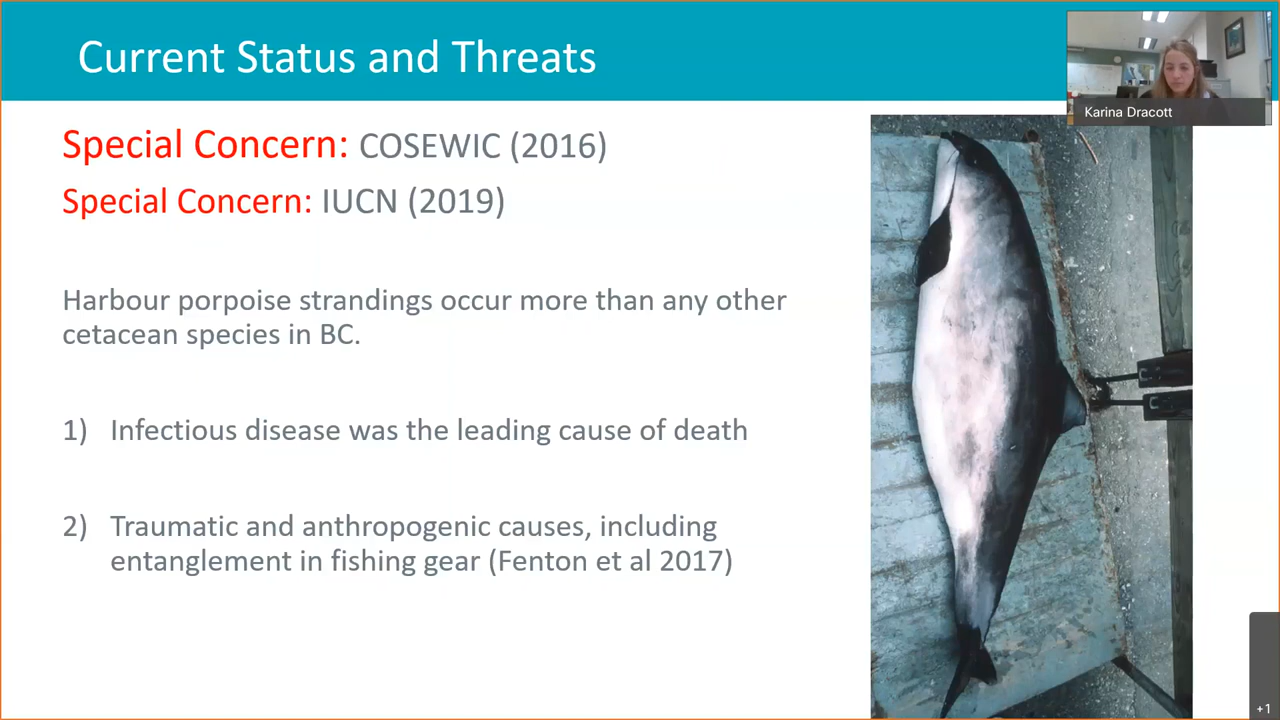 Current Status and Threats
Karina Dracott
Special Concern: COSEWIC (2016)
Special Concern: IUCN (2019)
Harbour porpoise strandings occur more than any other
cetacean species in BC.
1) Infectious disease was the leading cause of death
2) Traumatic and anthropogenic causes, including
entanglement in fishing gear (Fenton et al 2017)
+1